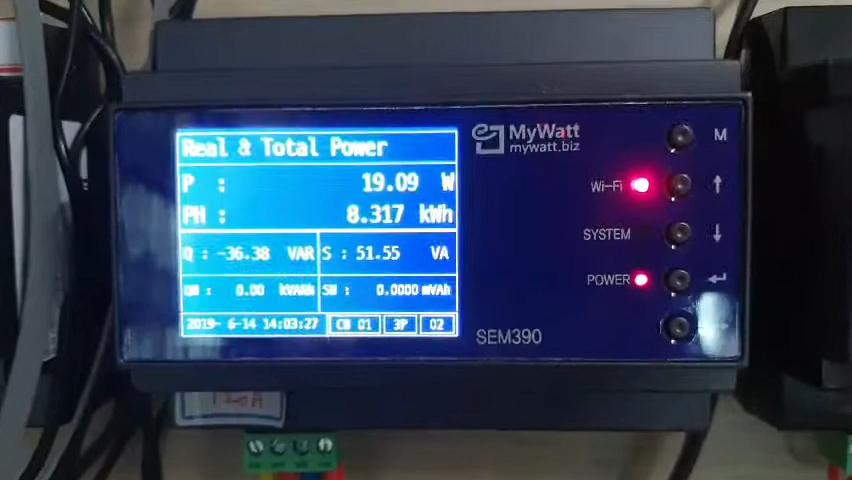 Real & Total Power
P : 19.09 W
PH : 8.317 kWh
Q : -36.38 VAR S : 51.55 VA
QH : 0.00 kVARh SH : 0.0000 mVAh
2019- 6-14 14:03:27 CH 01 3P 02
MyWatt
mywatt.biz
M
Wi-Fi
SYSTEM
POWER
SEM390